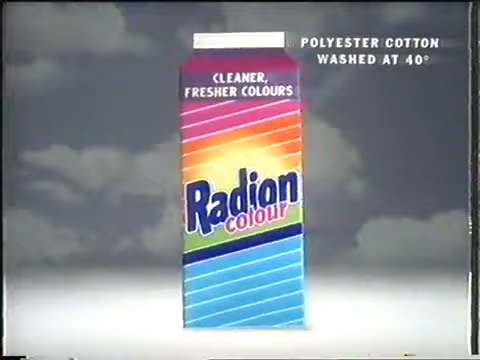 POLYESTER COTTON
WASHED AT 40°
CLEANER,
FRESHER COLOURS
Radion
colour